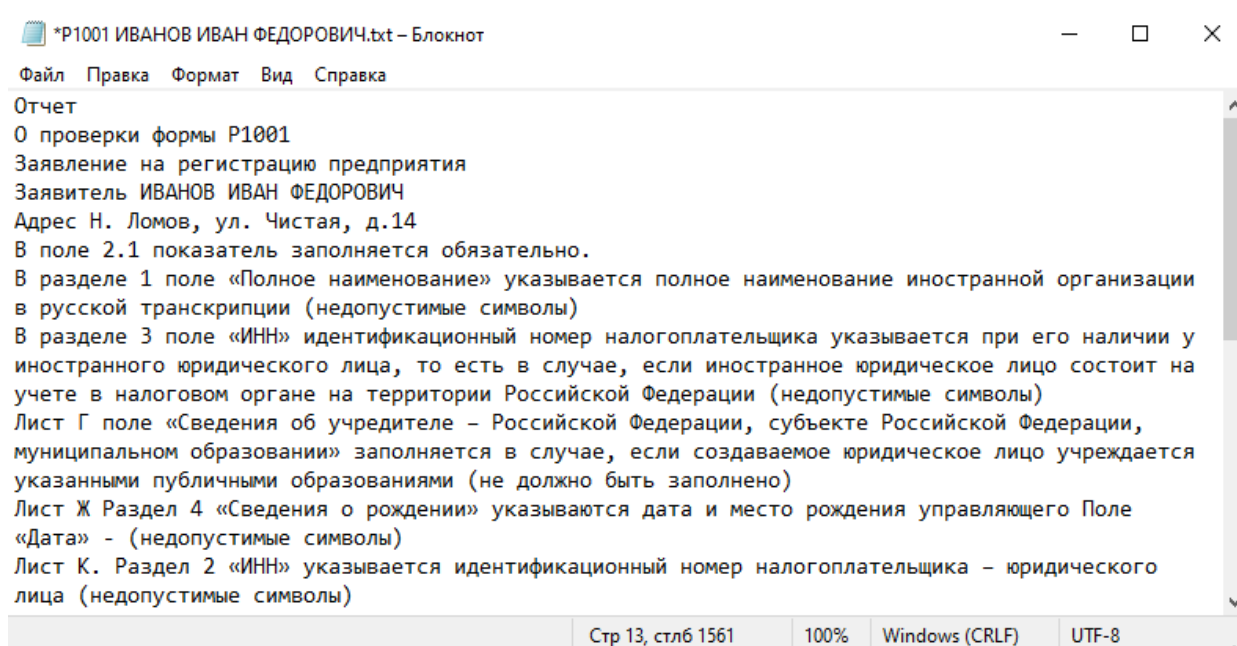 *Р1001 ИВАНОВ ИВАН ФЕДОРОВИЧ.txt – Блокнот
Файл Правка Формат Вид Справка
Отчет
О проверки формы Р1001
Заявление на регистрацию предприятия
Заявитель ИВАНОВ ИВАН ФЕДОРОВИЧ
Адрес Н. Ломов, ул. Чистая, д.14
В поле 2.1 показатель заполняется обязательно.
В разделе 1 поле «Полное наименование» указывается полное наименование иностранной организации
в русской транскрипции (недопустимые символы)
В разделе 3 поле «ИНН» идентификационный номер налогоплательщика указывается при его наличии у
иностранного юридического лица, то есть в случае, если иностранное юридическое лицо состоит на
учете в налоговом органе на территории Российской Федерации (недопустимые символы)
Лист Г поле «Сведения об учредителе – Российской Федерации, субъекте Российской Федерации,
муниципальном образовании» заполняется в случае, если создаваемое юридическое лицо учреждается
указанными публичными образованиями (не должно быть заполнено)
Лист Ж Раздел 4 «Сведения о рождении» указываются дата и место рождения управляющего Поле
«Дата» - (недопустимые символы)
Лист К. Раздел 2 «ИНН» указывается идентификационный номер налогоплательщика – юридического
лица (недопустимые символы)
Стр 13, стлб 1561 100% Windows (CRLF) UTF-8